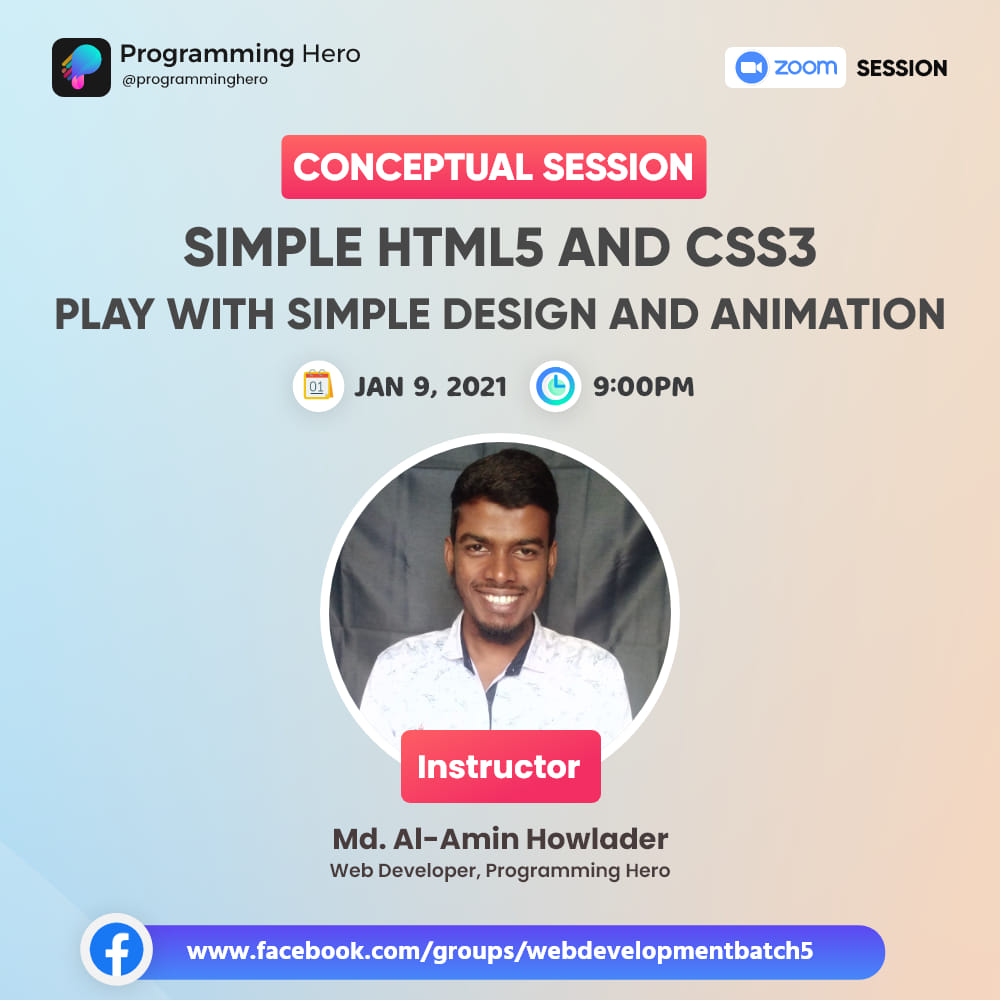 Programming Hero
@programminghero
zoom SESSION
CONCEPTUAL SESSION
SIMPLE HTML5 AND CSS3
PLAY WITH SIMPLE DESIGN AND ANIMATION
01 JAN 9, 2021 9:00PM
Instructor
Md. Al-Amin Howlader
Web Developer, Programming Hero
www.facebook.com/groups/webdevelopmentbatch5